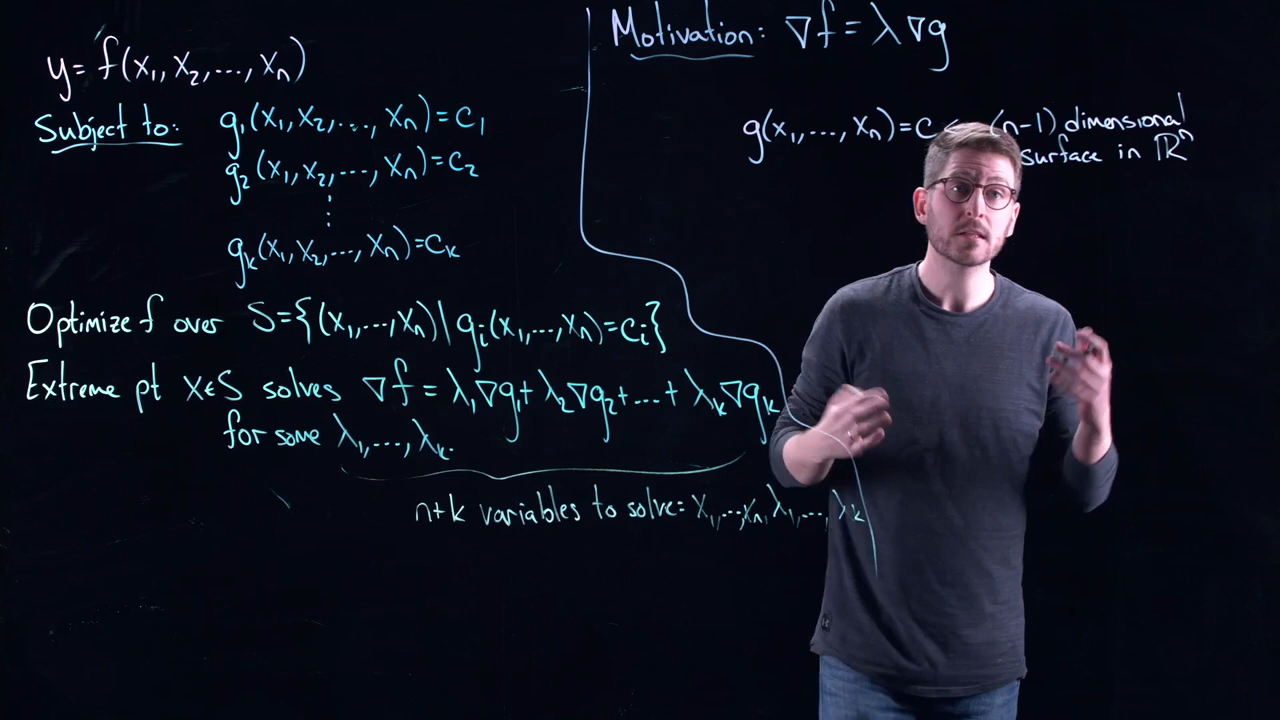 y = f(x₁, x₂, ..., xₙ)
Subject to: g₁(x₁, x₂, ..., xₙ) = c₁
g₂(x₁, x₂, ..., xₙ) = c₂
⋮
gₖ(x₁, x₂, ..., xₙ) = cₖ
Optimize f over S = {(x₁, ..., xₙ) | gᵢ(x₁, ..., xₙ) = cᵢ}
Extreme pt x ∈ S solves ∇f = λ₁∇g₁ + λ₂∇g₂ + ... + λₖ∇gₖ
for some λ₁, ..., λₖ.
n+k variables to solve: x₁, ..., xₙ, λ₁, ..., λₖ
Motivation: ∇f = λ∇g
g(x₁, ..., xₙ) = c ← (n-1) dimensional
surface in ℝⁿ